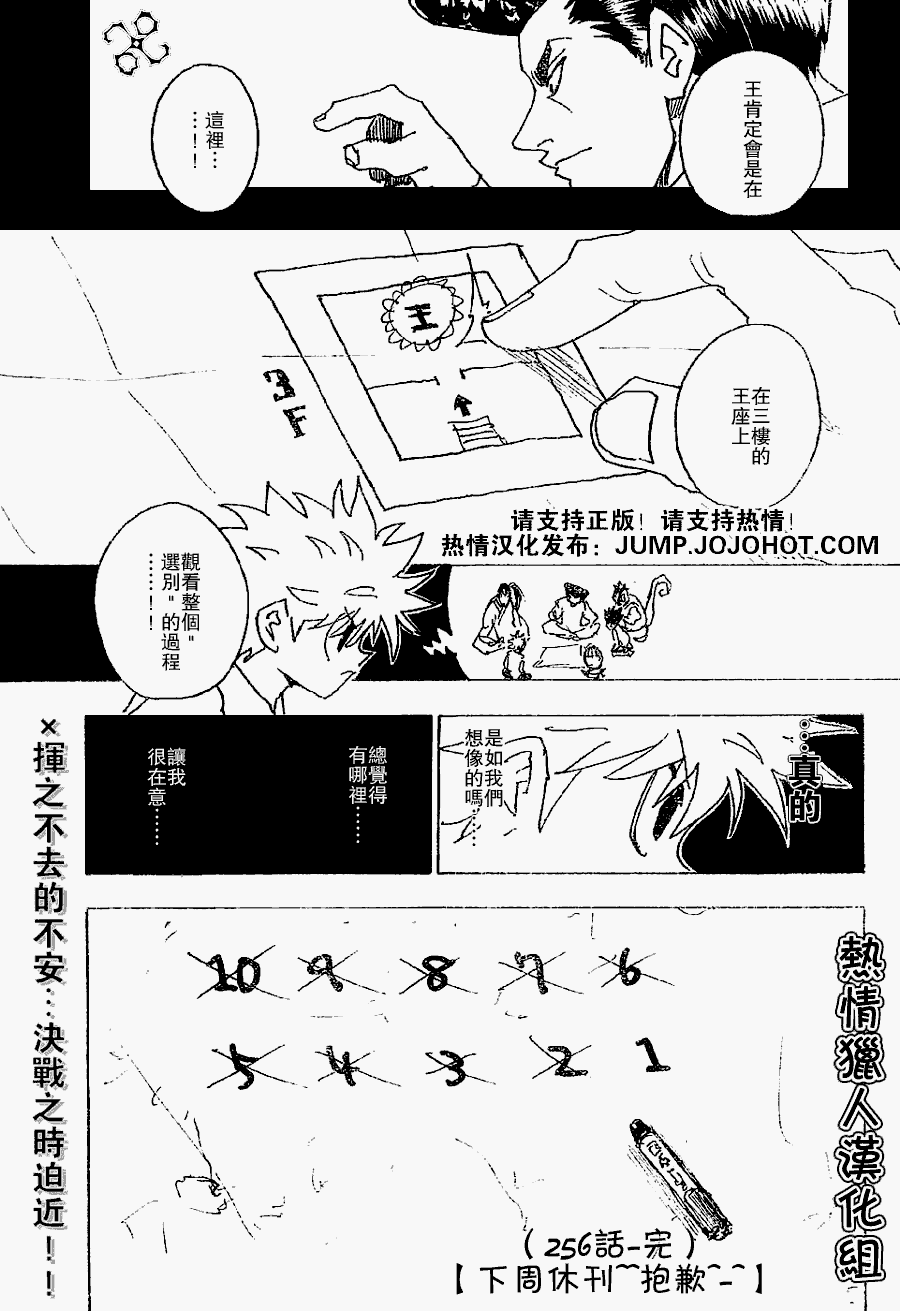 王肯定會是在
這裡…
…!!
王
3F
在三樓的
王座上
请支持正版！请支持热情！
热情汉化发布：JUMP.JOJOHOT.COM
觀看整個"
選別"的過程
……!!
…真的
是如我們
想像的嗎……
總覺得
有哪裡……
讓我
很在意……
10 9 8 7 6
5 4 3 2 1
×揮之不去的不安…決戰之時迫近!!
熱情獵人漢化組
（256話-完）
【下周休刊~~抱歉^-^】